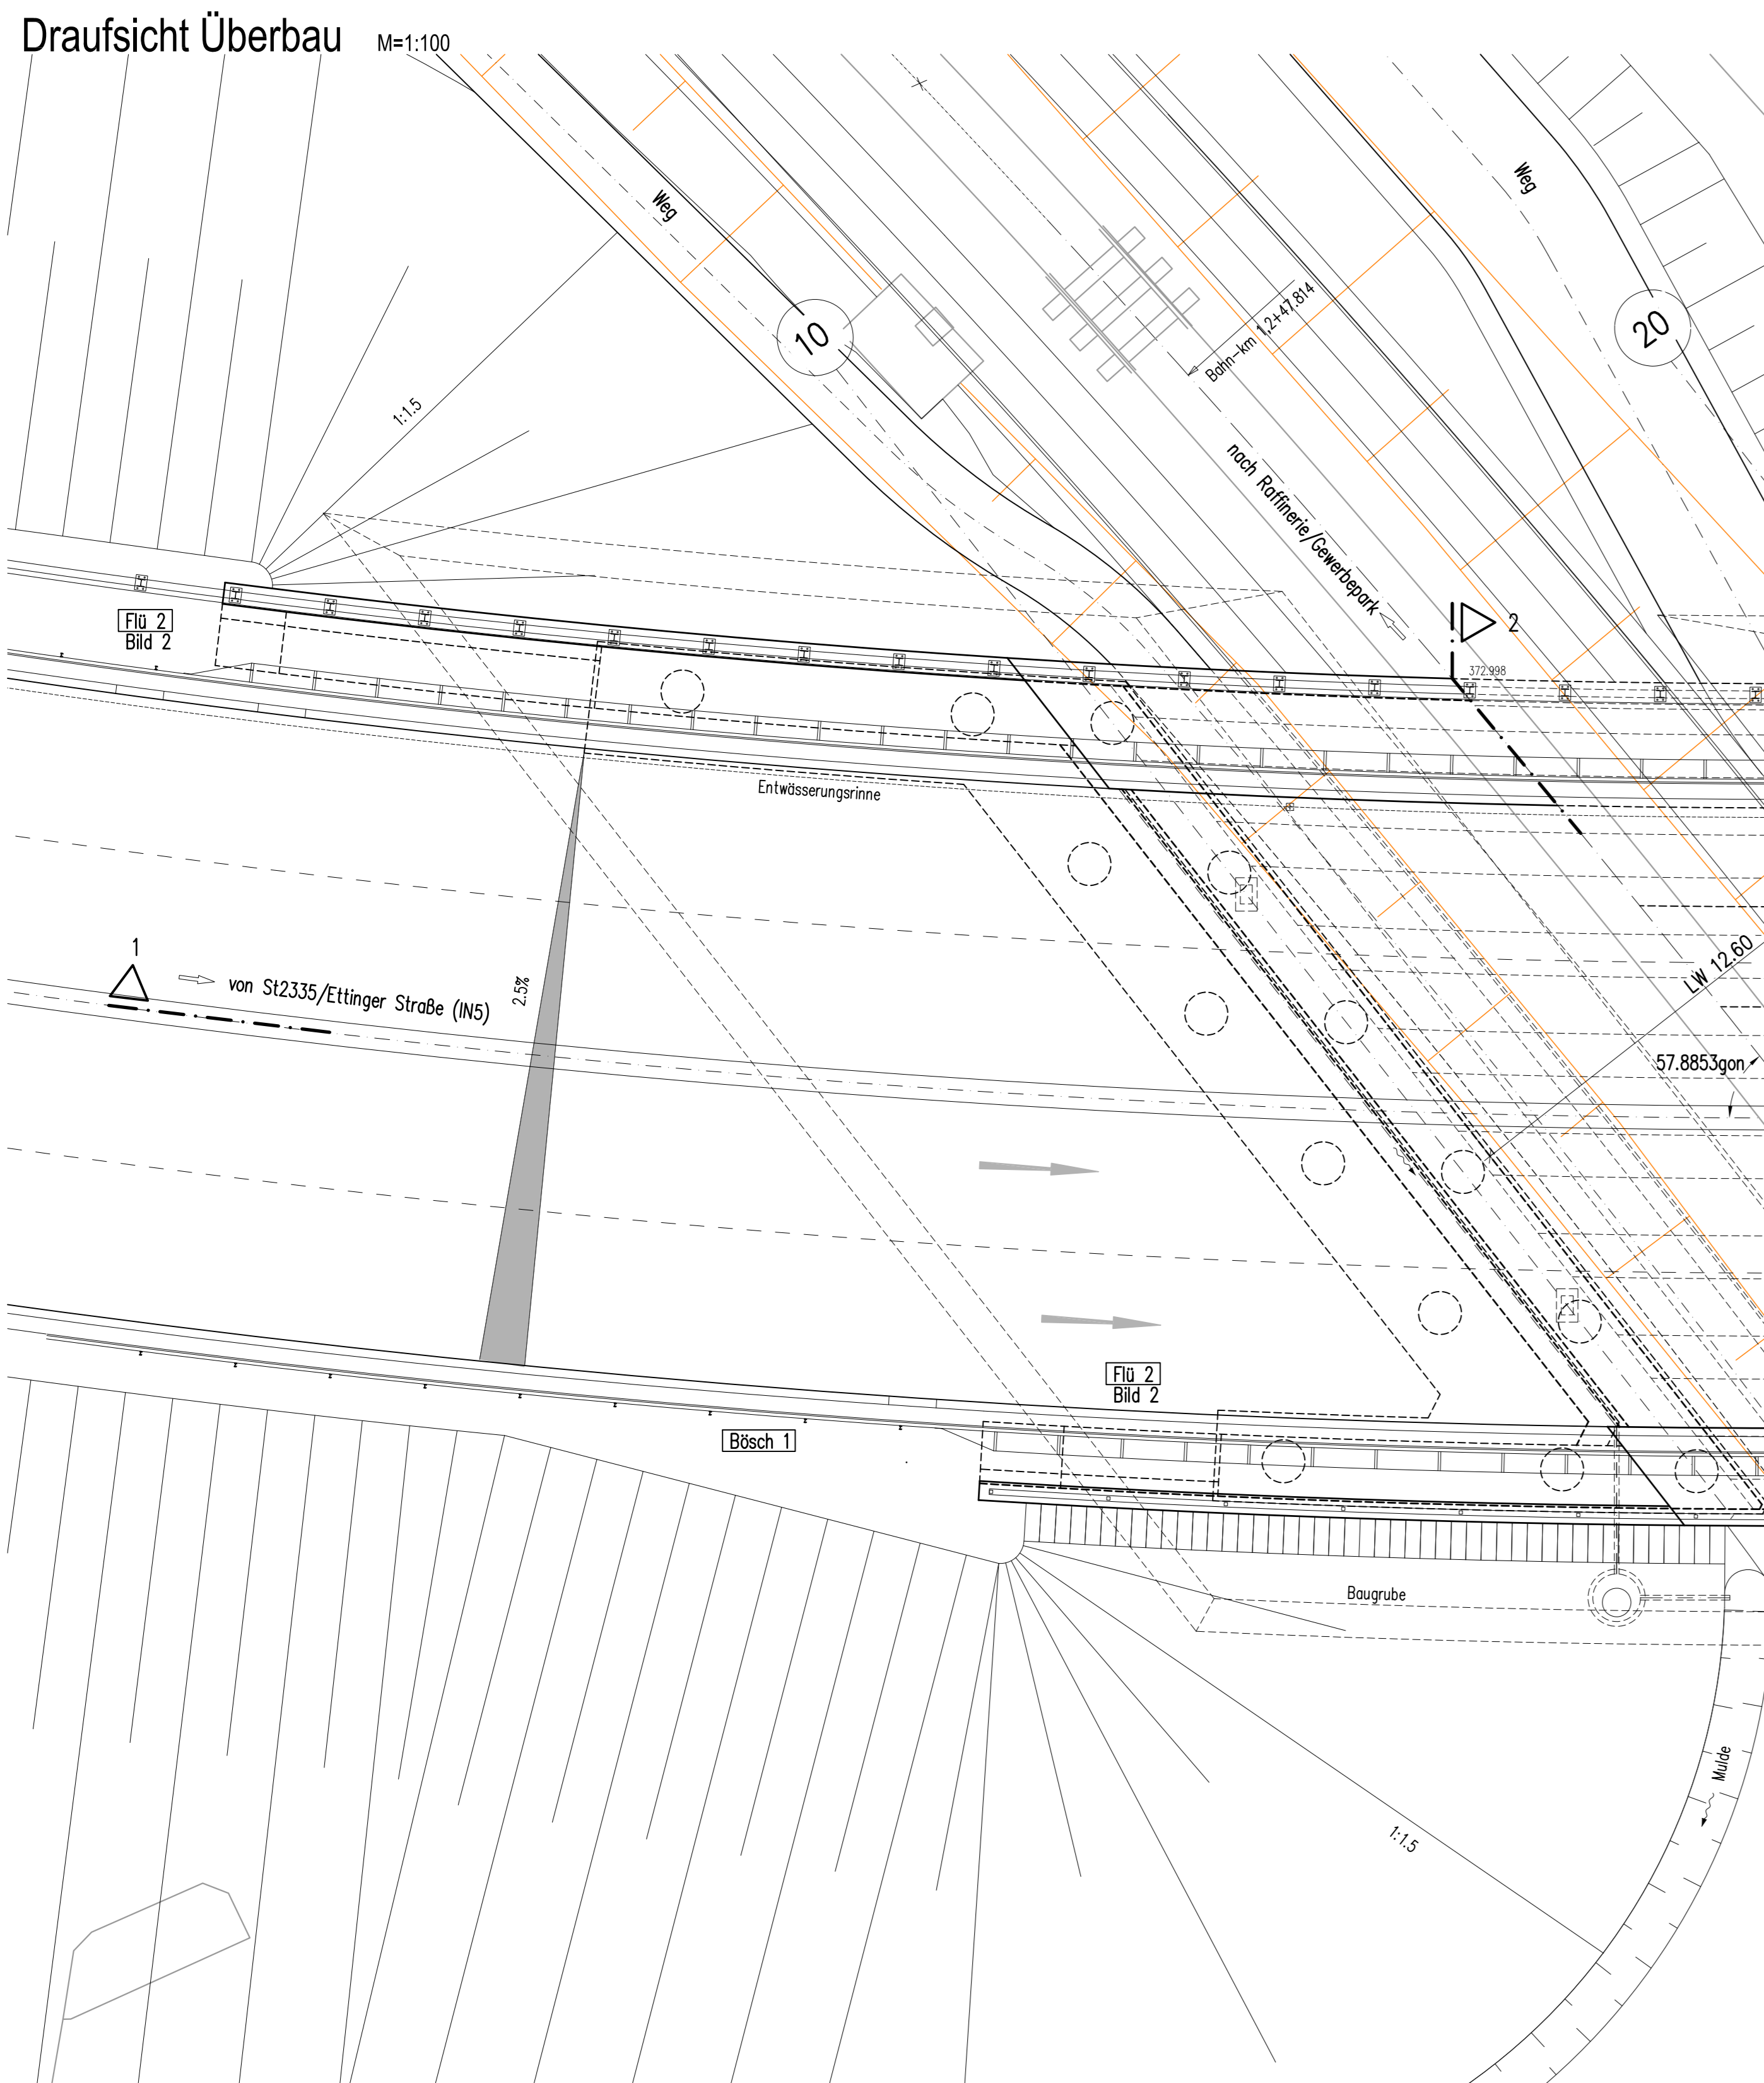 Draufsicht Überbau M=1:100
Weg
Weg
10
20
Bahn-km 1,2+47.814
1:1.5
nach Raffinerie/Gewerbepark
2
372.998
Flü 2
Bild 2
Entwässerungsrinne
1
von St2335/Ettinger Straße (IN5)
2.5%
LW 12.60
57.8853gon
Flü 2
Bild 2
Bösch 1
Baugrube
Mulde
1:1.5